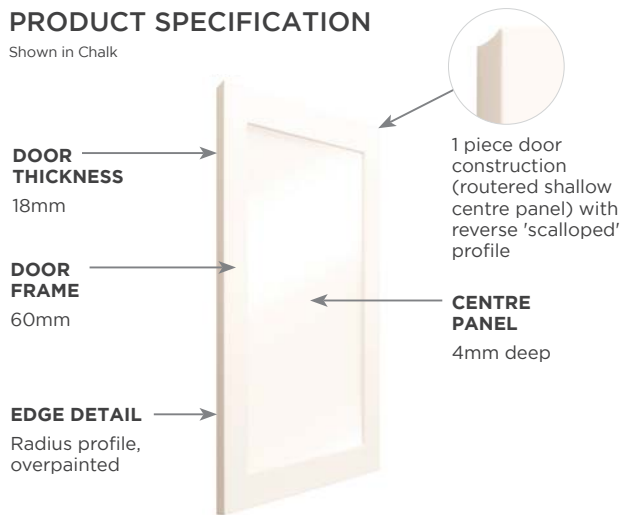 PRODUCT SPECIFICATION
Shown in Chalk
DOOR
THICKNESS
18mm
DOOR
FRAME
60mm
EDGE DETAIL
Radius profile,
overpainted
1 piece door
construction
(routered shallow
centre panel) with
reverse 'scalloped'
profile
CENTRE
PANEL
4mm deep